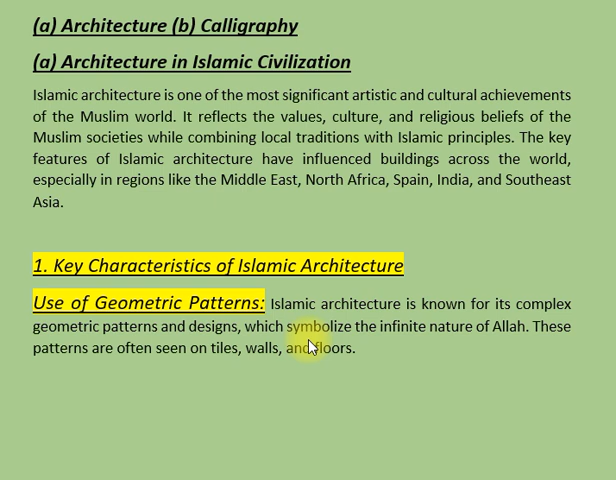 (a) Architecture (b) Calligraphy
(a) Architecture in Islamic Civilization
Islamic architecture is one of the most significant artistic and cultural achievements
of the Muslim world. It reflects the values, culture, and religious beliefs of the
Muslim societies while combining local traditions with Islamic principles. The key
features of Islamic architecture have influenced buildings across the world,
especially in regions like the Middle East, North Africa, Spain, India, and Southeast
Asia.
1. Key Characteristics of Islamic Architecture
Use of Geometric Patterns: Islamic architecture is known for its complex
geometric patterns and designs, which symbolize the infinite nature of Allah. These
patterns are often seen on tiles, walls, and floors.